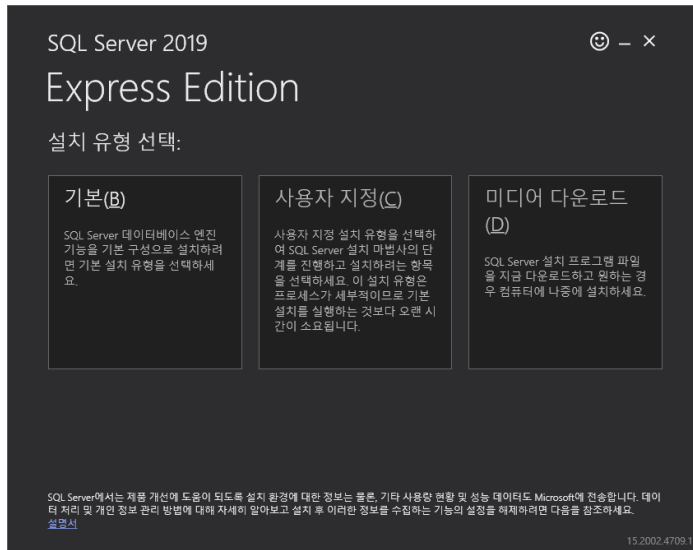 SQL Server 2019
Express Edition
설치 유형 선택:
기본(B)
SQL Server 데이터베이스 엔진
기능을 기본 구성으로 설치하려
면 기본 설치 유형을 선택하세
요.
사용자 지정(C)
사용자 지정 설치 유형을 선택하
여 SQL Server 설치 마법사의 단
계를 진행하고 설치하려는 항목
을 선택하세요. 이 설치 유형은
프로세스가 세부적이므로 기본
설치를 실행하는 것보다 오랜 시
간이 소요됩니다.
미디어 다운로드
(D)
SQL Server 설치 프로그램 파일
을 지금 다운로드하고 원하는 경
우 컴퓨터에 나중에 설치하세요.
SQL Server에서는 제품 개선에 도움이 되도록 설치 환경에 대한 정보는 물론, 기타 사용량 현황 및 성능 데이터도 Microsoft에 전송합니다. 데이
터 처리 및 개인 정보 관리 방법에 대해 자세히 알아보고 설치 후 이러한 정보를 수집하는 기능의 설정을 해제하려면 다음을 참조하세요.
설명서
15.2002.4709.1